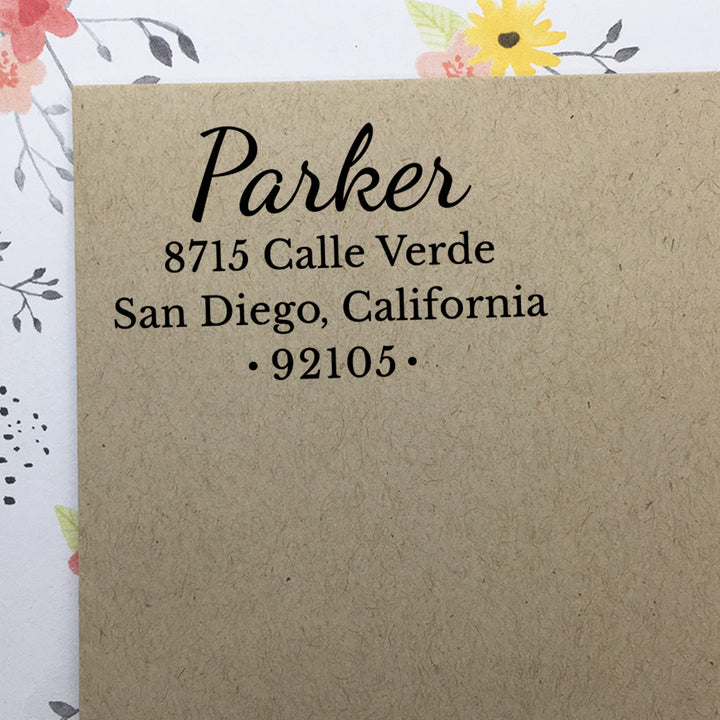 Parker
8715 Calle Verde
San Diego, California
• 92105 •